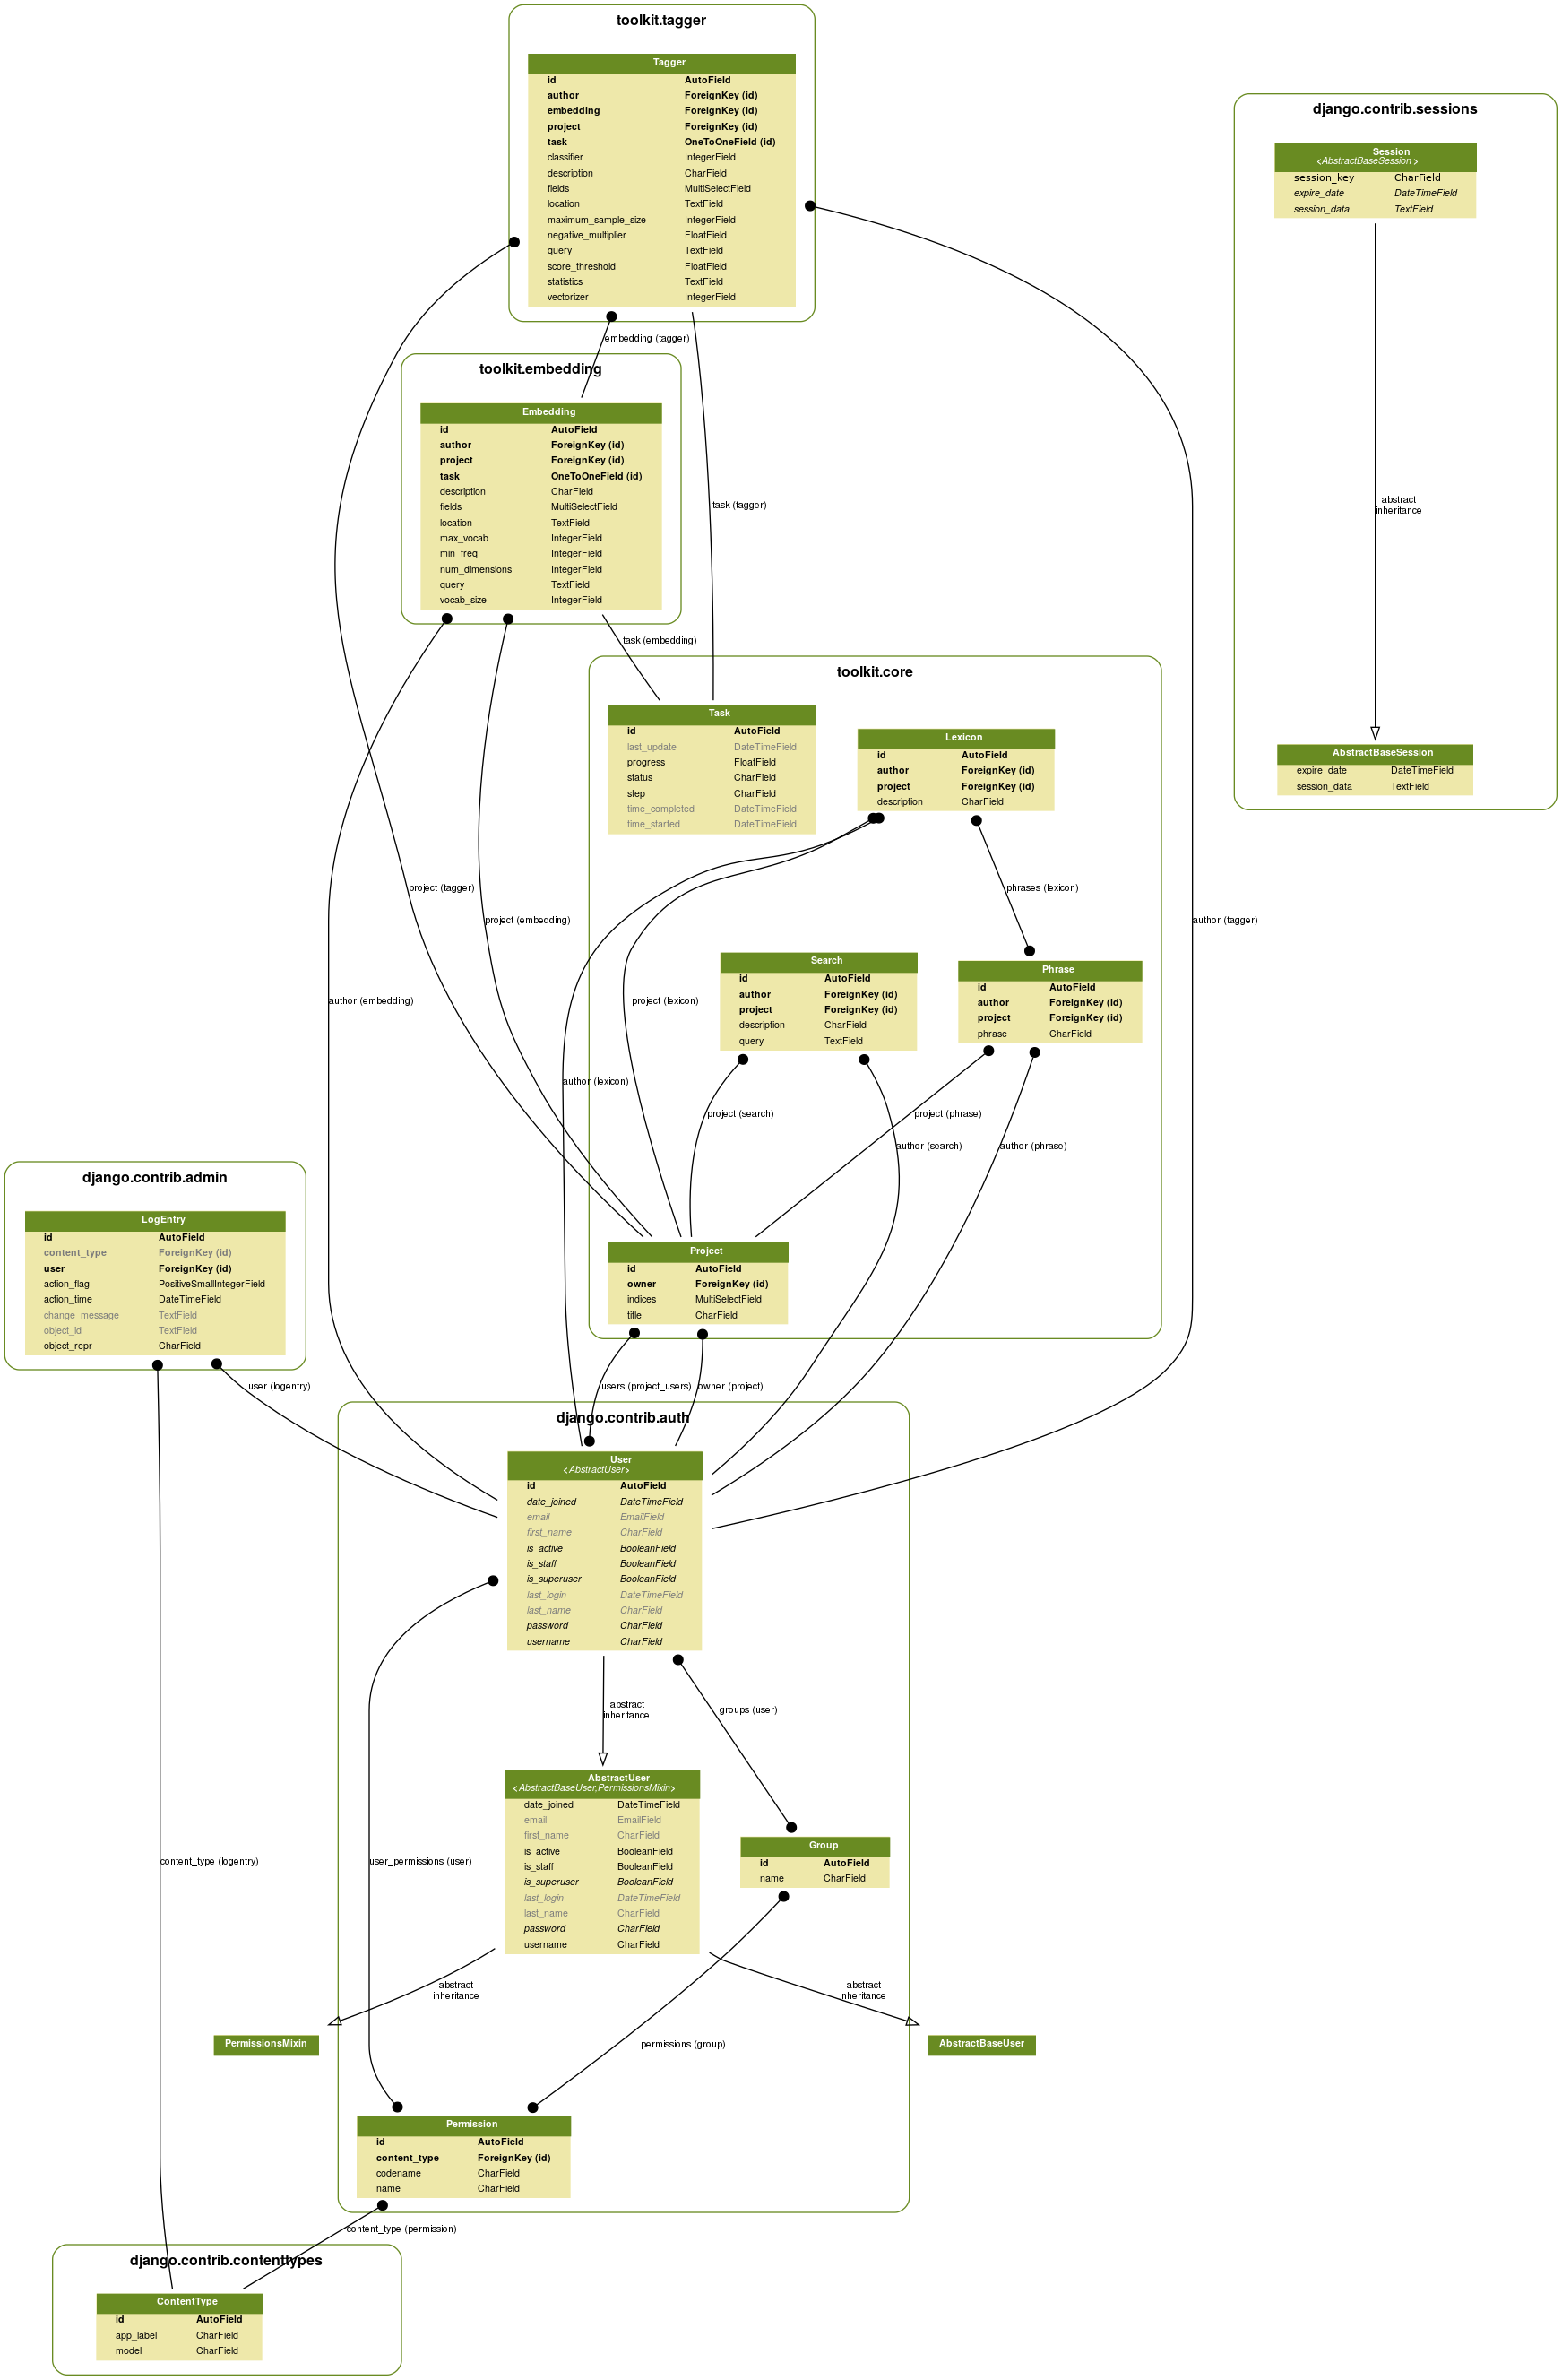 toolkit.tagger
Tagger
id AutoField
author ForeignKey (id)
embedding ForeignKey (id)
project ForeignKey (id)
task OneToOneField (id)
classifier IntegerField
description CharField
fields MultiSelectField
location TextField
maximum_sample_size IntegerField
negative_multiplier FloatField
query TextField
score_threshold FloatField
statistics TextField
vectorizer IntegerField
django.contrib.sessions
Session
<AbstractBaseSession >
session_key CharField
expire_date DateTimeField
session_data TextField
abstract
inheritance
AbstractBaseSession
expire_date DateTimeField
session_data TextField
embedding (tagger)
toolkit.embedding
Embedding
id AutoField
author ForeignKey (id)
project ForeignKey (id)
task OneToOneField (id)
description CharField
fields MultiSelectField
location TextField
max_vocab IntegerField
min_freq IntegerField
num_dimensions IntegerField
query TextField
vocab_size IntegerField
task (tagger)
task (embedding)
toolkit.core
Task
id AutoField
last_update DateTimeField
progress FloatField
status CharField
step CharField
time_completed DateTimeField
time_started DateTimeField
Lexicon
id AutoField
author ForeignKey (id)
project ForeignKey (id)
description CharField
project (tagger)
project (embedding)
phrases (lexicon)
author (tagger)
author (embedding)
project (lexicon)
Search
id AutoField
author ForeignKey (id)
project ForeignKey (id)
description CharField
query TextField
Phrase
id AutoField
author ForeignKey (id)
project ForeignKey (id)
phrase CharField
author (lexicon)
project (search)
project (phrase)
author (search)
author (phrase)
django.contrib.admin
LogEntry
id AutoField
content_type ForeignKey (id)
user ForeignKey (id)
action_flag PositiveSmallIntegerField
action_time DateTimeField
change_message TextField
object_id TextField
object_repr CharField
Project
id AutoField
owner ForeignKey (id)
indices MultiSelectField
title CharField
user (logentry)
users (project_users)
owner (project)
django.contrib.auth
User
<AbstractUser>
id AutoField
date_joined DateTimeField
email EmailField
first_name CharField
is_active BooleanField
is_staff BooleanField
is_superuser BooleanField
last_login DateTimeField
last_name CharField
password CharField
username CharField
abstract
inheritance
groups (user)
AbstractUser
<AbstractBaseUser,PermissionsMixin>
date_joined DateTimeField
email EmailField
first_name CharField
is_active BooleanField
is_staff BooleanField
is_superuser BooleanField
last_login DateTimeField
last_name CharField
password CharField
username CharField
Group
id AutoField
name CharField
content_type (logentry)
user_permissions (user)
abstract
inheritance
abstract
inheritance
PermissionsMixin
permissions (group)
AbstractBaseUser
Permission
id AutoField
content_type ForeignKey (id)
codename CharField
name CharField
content_type (permission)
django.contrib.contenttypes
ContentType
id AutoField
app_label CharField
model CharField